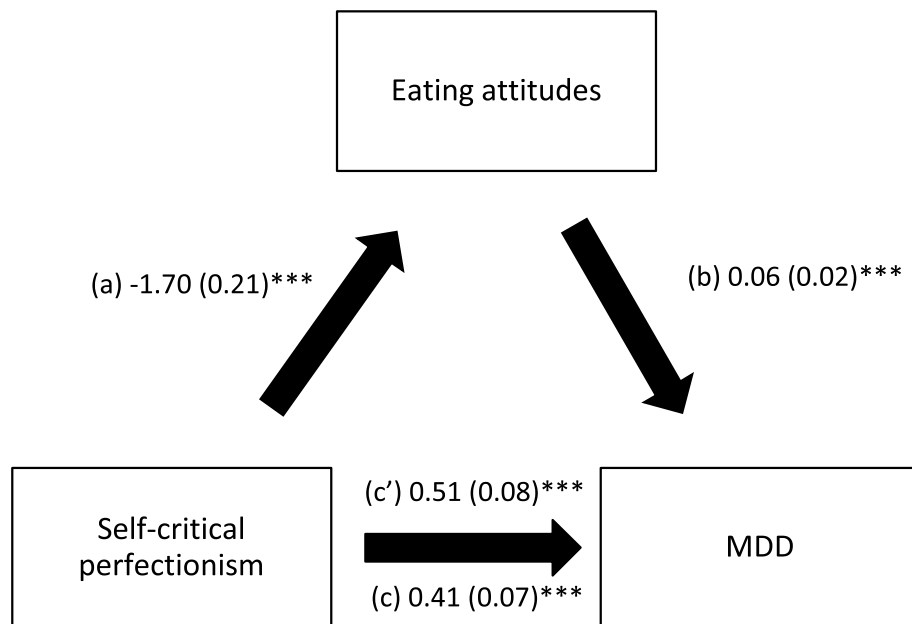 Eating attitudes
(a) -1.70 (0.21)***
(b) 0.06 (0.02)***
(c’) 0.51 (0.08)***
Self-critical
perfectionism
MDD
(c) 0.41 (0.07)***